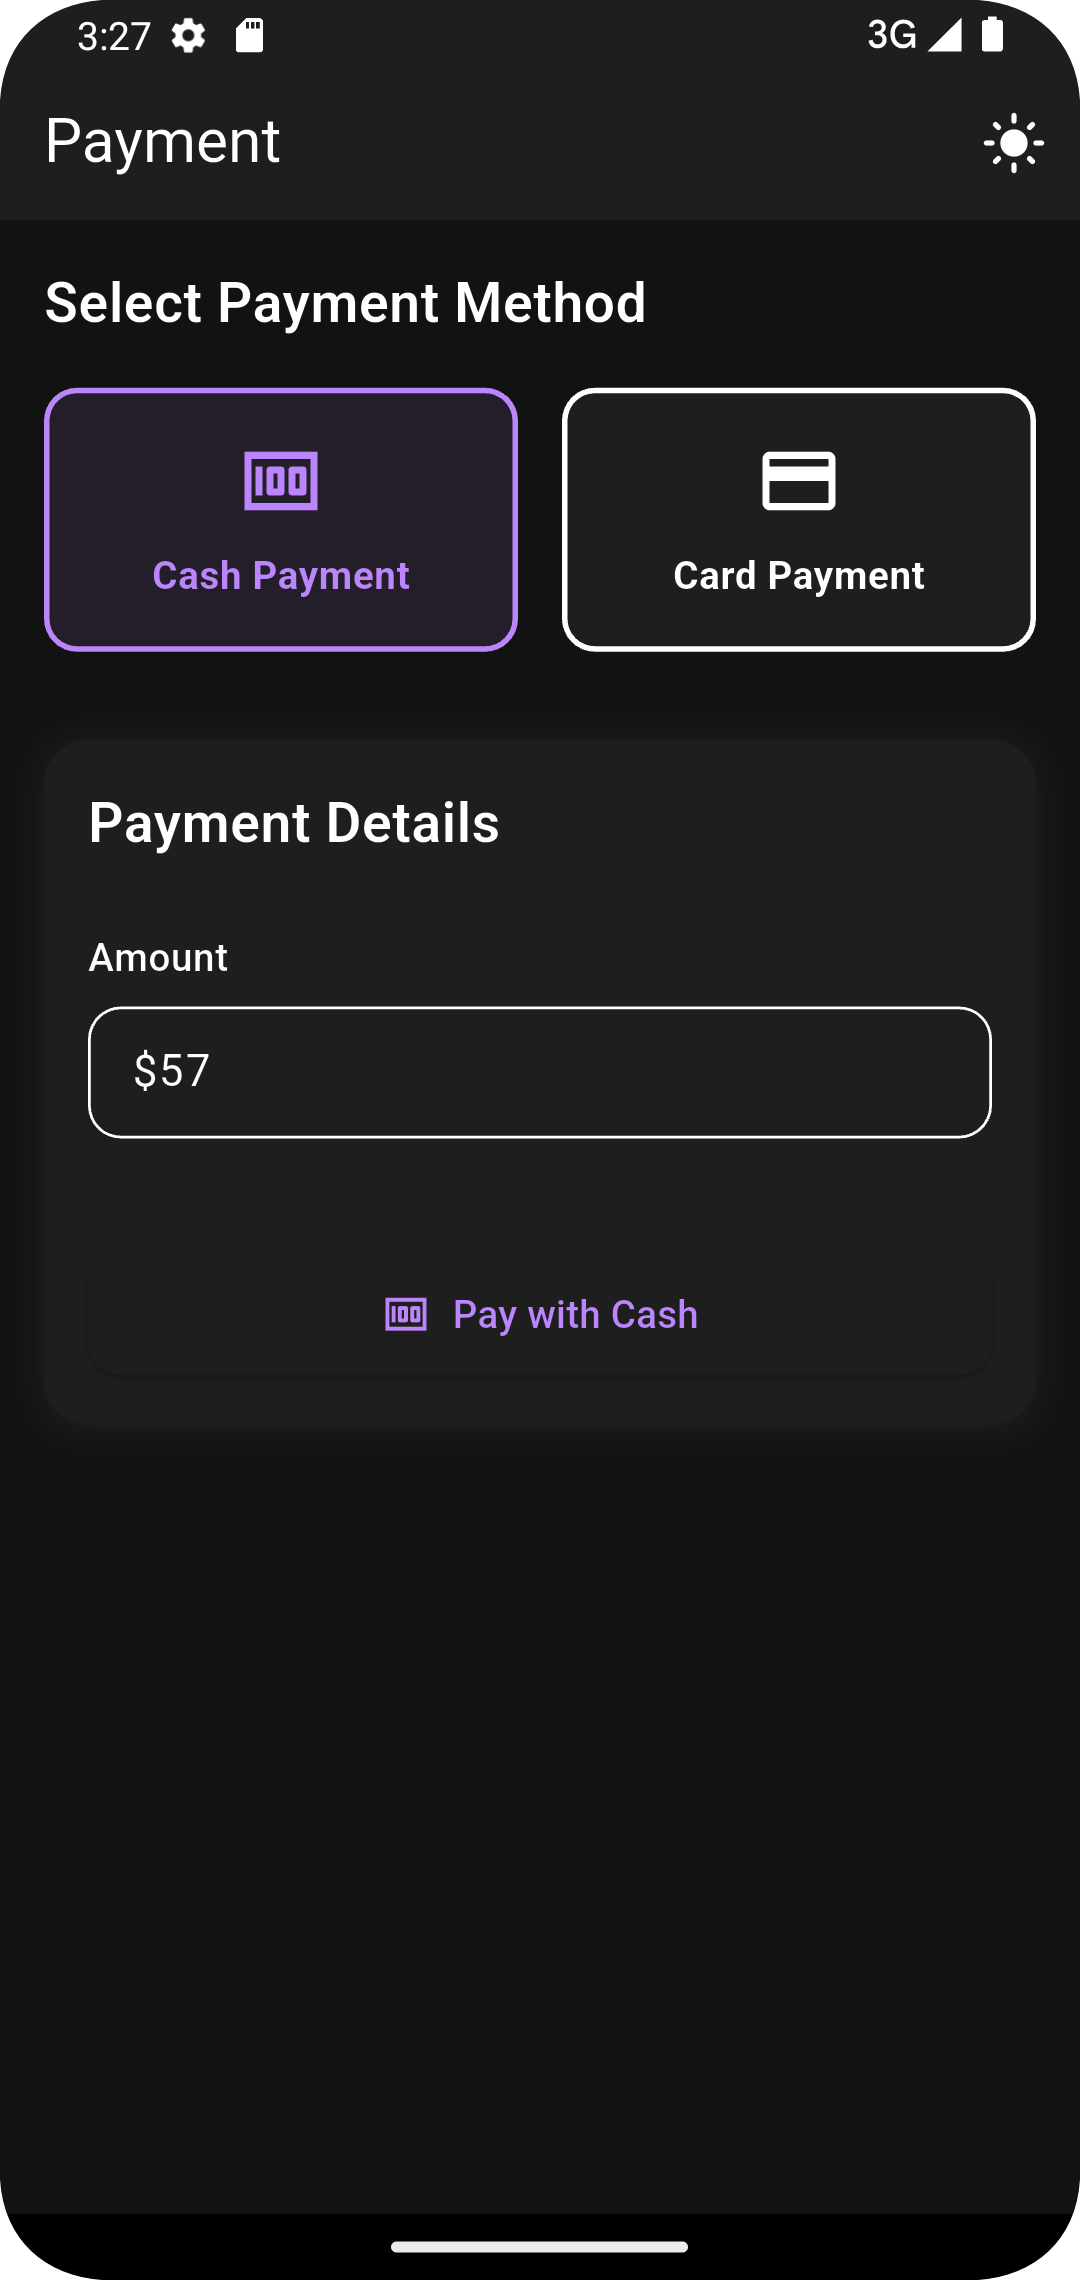 3:27 3G
Payment
Select Payment Method
100
Cash Payment
Card Payment
Payment Details
Amount
$57
100 Pay with Cash